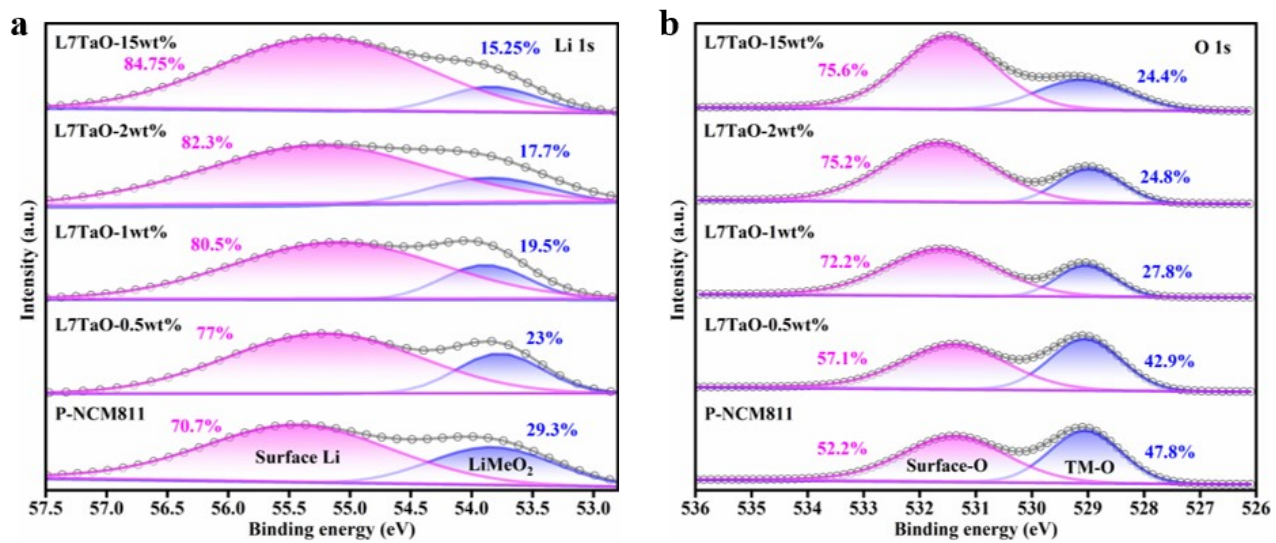 a
Intensity (a.u.)
Li 1s
L7TaO-15wt%
84.75%
15.25%
L7TaO-2wt%
82.3%
17.7%
L7TaO-1wt%
80.5%
19.5%
L7TaO-0.5wt%
77%
23%
P-NCM811
70.7%
29.3%
Surface Li
LiMeO₂
57.5 57.0 56.5 56.0 55.5 55.0 54.5 54.0 53.5 53.0
Binding energy (eV)
b
Intensity (a.u.)
O 1s
L7TaO-15wt%
75.6%
24.4%
L7TaO-2wt%
75.2%
24.8%
L7TaO-1wt%
72.2%
27.8%
L7TaO-0.5wt%
57.1%
42.9%
P-NCM811
52.2%
47.8%
Surface-O
TM-O
536 535 534 533 532 531 530 529 528 527 526
Binding energy (eV)